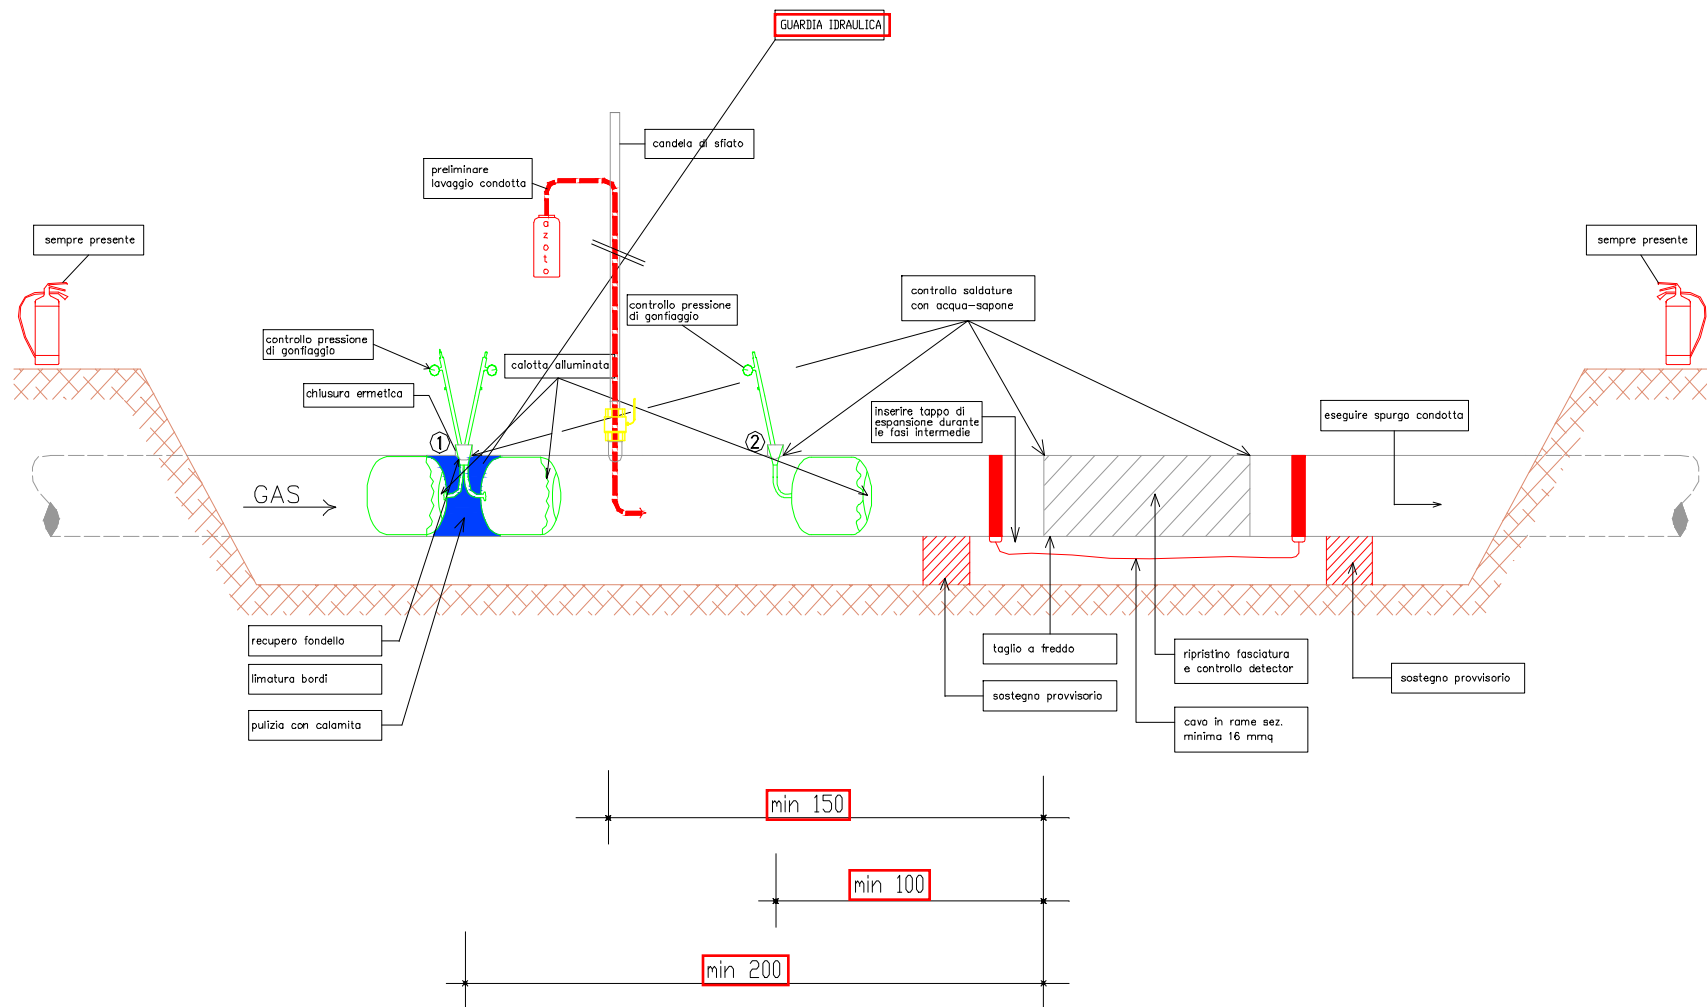 GUARDIA IDRAULICA
candela di sfiato
preliminare
lavaggio condotta
azoto
sempre presente
sempre presente
controllo saldature
con acqua-sapone
controllo pressione
di gonfiaggio
controllo pressione
di gonfiaggio
calotta alluminata
chiusura ermetica
inserire tappo di
espansione durante
le fasi intermedie
eseguire spurgo condotta
1
2
GAS
recupero fondello
limatura bordi
pulizia con calamita
taglio a freddo
sostegno provvisorio
ripristino fasciatura
e controllo detector
sostegno provvisorio
cavo in rame sez.
minima 16 mmq
min 150
min 100
min 200